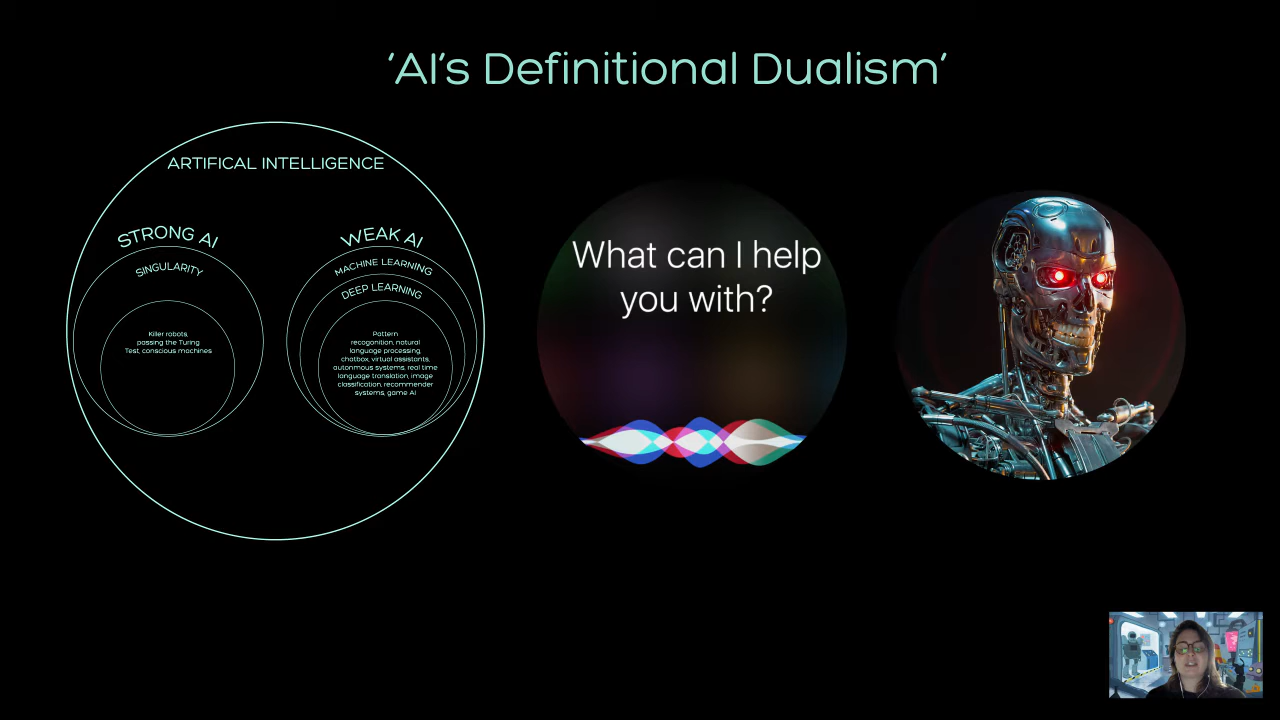 ‘AI’s Definitional Dualism’
ARTIFICAL INTELLIGENCE
STRONG AI
SINGULARITY
Killer robots,
passing the Turing
Test, conscious machines
WEAK AI
MACHINE LEARNING
DEEP LEARNING
Pattern
recogonition, natural
language processing,
chatbox, virtual assistants,
autonmous systems, real time
language translation, image
classification, recommender
systems, game AI
What can I help
you with?